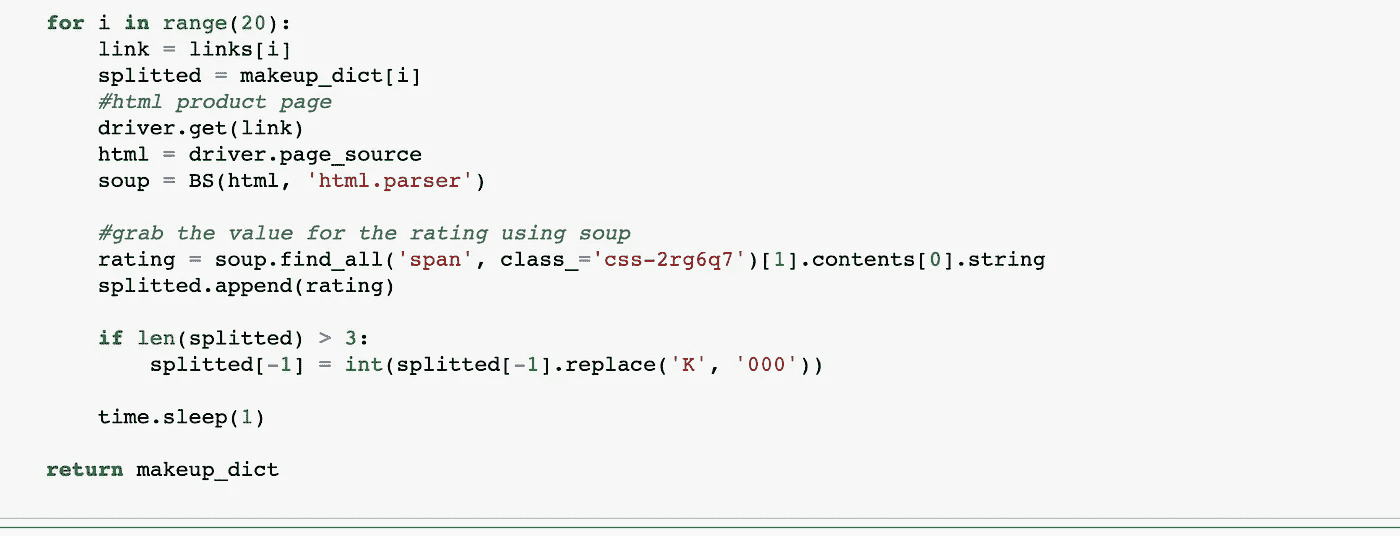 for i in range(20):
    link = links[i]
    splitted = makeup_dict[i]
    #html product page
    driver.get(link)
    html = driver.page_source
    soup = BS(html, 'html.parser')

    #grab the value for the rating using soup
    rating = soup.find_all('span', class_='css-2rg6q7')[1].contents[0].string
    splitted.append(rating)

    if len(splitted) > 3:
        splitted[-1] = int(splitted[-1].replace('K', '000'))

    time.sleep(1)

return makeup_dict